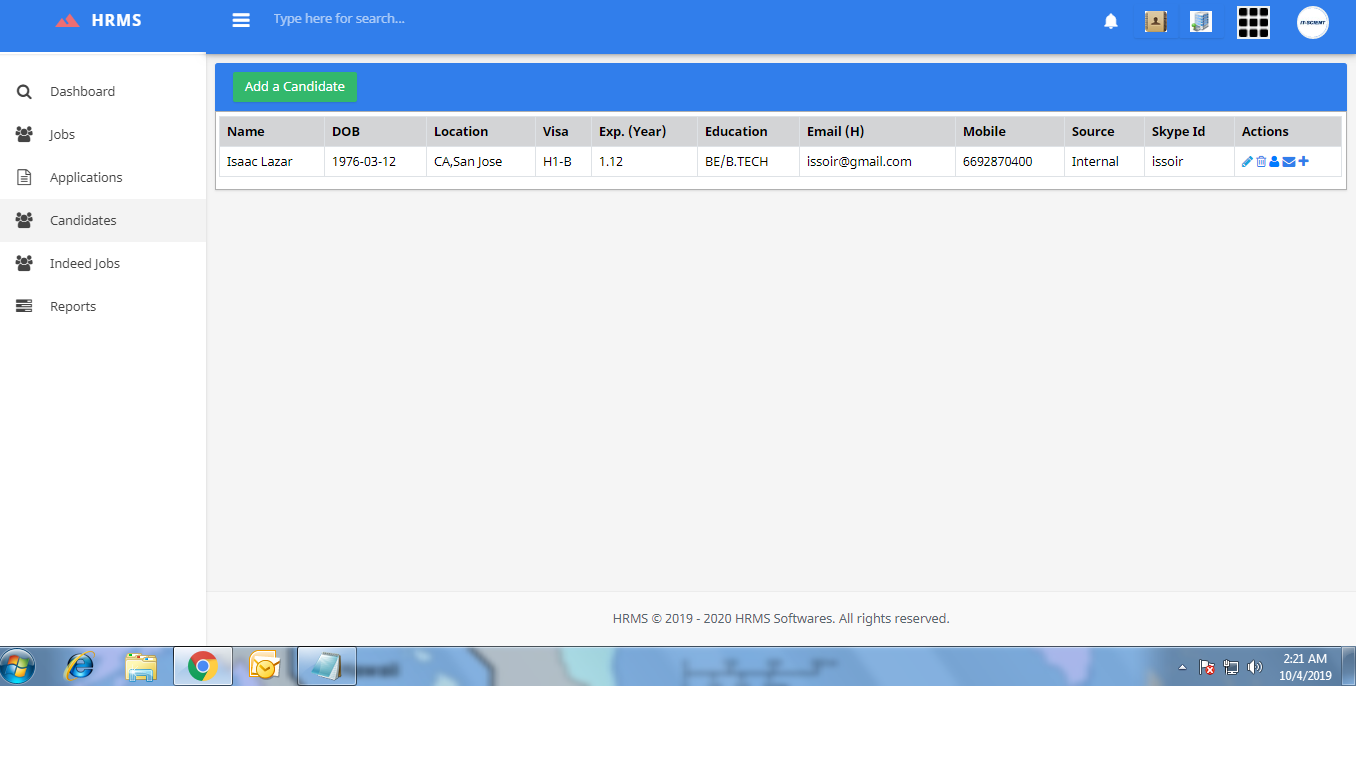 HRMS
Type here for search...
IT-SCIENT
Dashboard
Jobs
Applications
Candidates
Indeed Jobs
Reports
Add a Candidate
Name DOB Location Visa Exp. (Year) Education Email (H) Mobile Source Skype Id Actions
Isaac Lazar 1976-03-12 CA,San Jose H1-B 1.12 BE/B.TECH issoir@gmail.com 6692870400 Internal issoir
HRMS © 2019 - 2020 HRMS Softwares. All rights reserved.
2:21 AM
10/4/2019